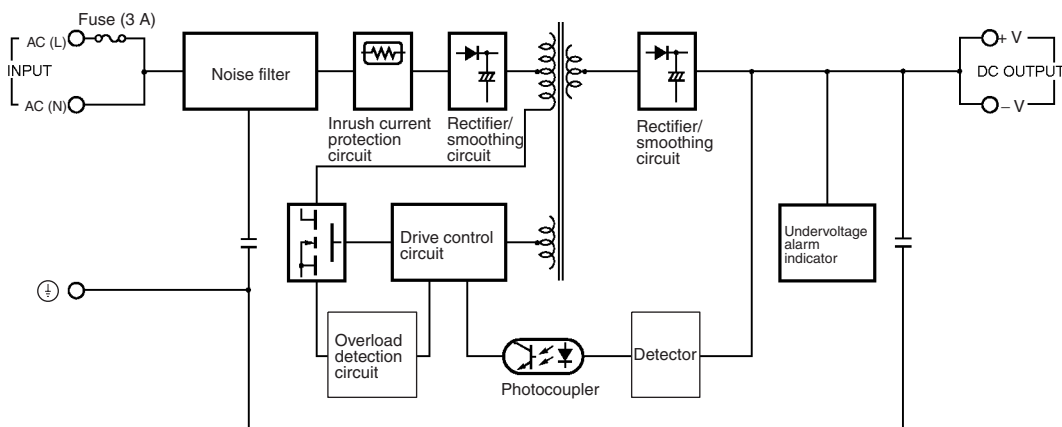 Fuse (3 A)
AC (L)
INPUT
AC (N)
Noise filter
Inrush current
protection
circuit
Rectifier/
smoothing
circuit
Rectifier/
smoothing
circuit
+ V
DC OUTPUT
– V
Drive control
circuit
Undervoltage
alarm
indicator
Overload
detection
circuit
Photocoupler
Detector